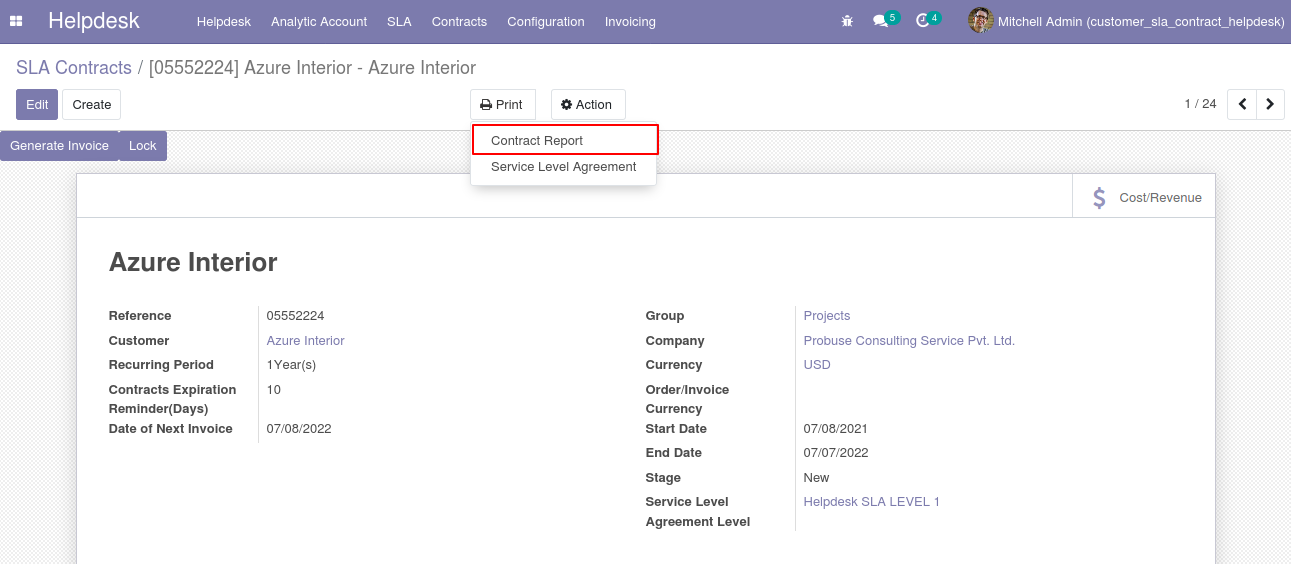 Helpdesk Helpdesk Analytic Account SLA Contracts Configuration Invoicing 5 4 Mitchell Admin (customer_sla_contract_helpdesk)
SLA Contracts / [05552224] Azure Interior - Azure Interior
Edit Create Print Action 1 / 24
Generate Invoice Lock
Contract Report
Service Level Agreement
$ Cost/Revenue
Azure Interior
Reference 05552224
Customer Azure Interior
Recurring Period 1Year(s)
Contracts Expiration 10
Reminder(Days)
Date of Next Invoice 07/08/2022
Group Projects
Company Probuse Consulting Service Pvt. Ltd.
Currency USD
Order/Invoice
Currency
Start Date 07/08/2021
End Date 07/07/2022
Stage New
Service Level Helpdesk SLA LEVEL 1
Agreement Level